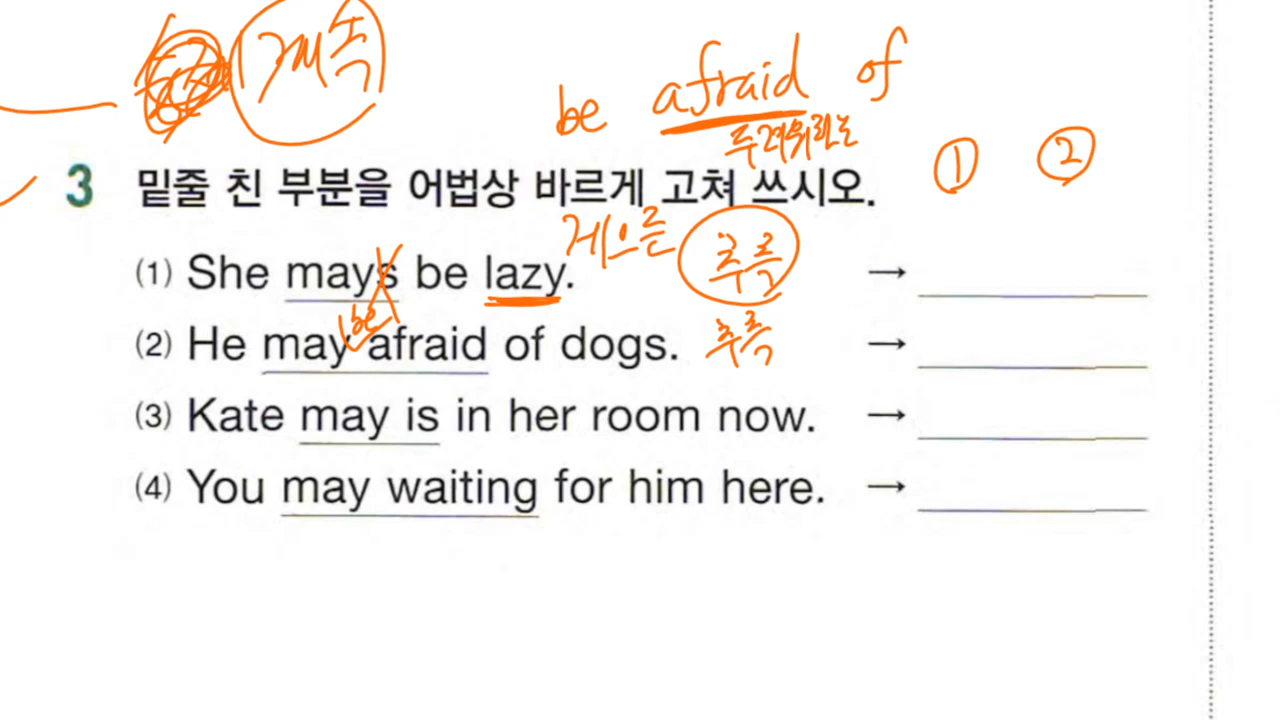 계속
be afraid of
두려워하는
① ②
3 밑줄 친 부분을 어법상 바르게 고쳐 쓰시오.
게으른 추측
(1) She mays be lazy. →
be
(2) He may afraid of dogs. 추측 →
(3) Kate may is in her room now. →
(4) You may waiting for him here. →